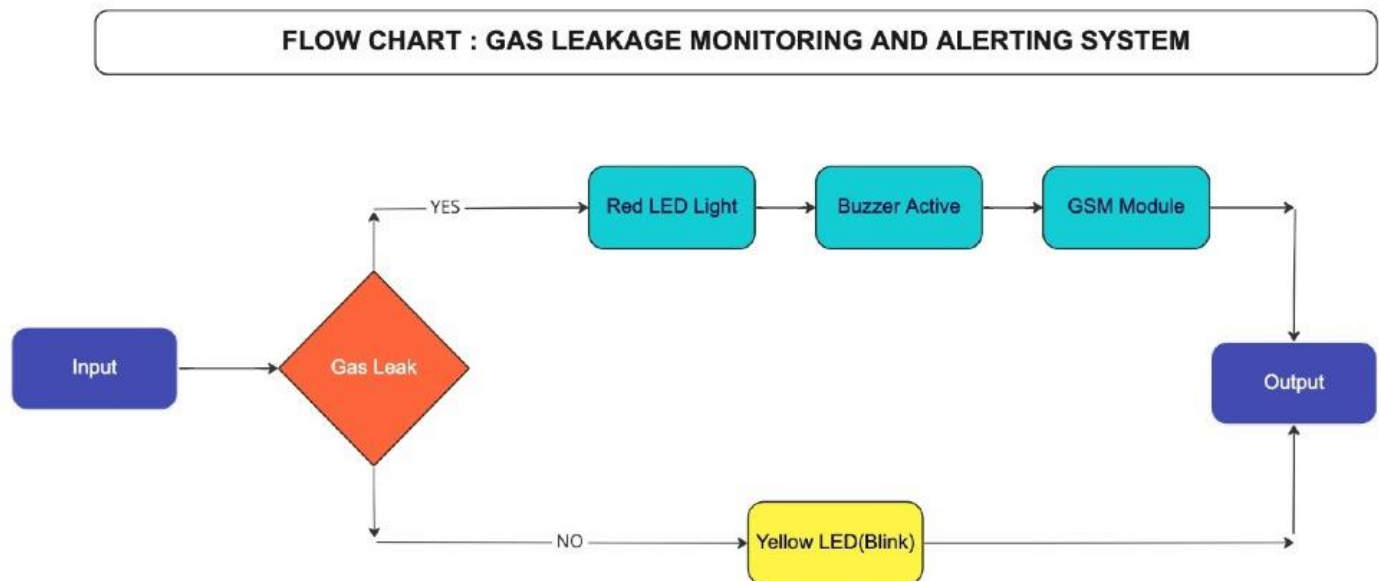 FLOW CHART : GAS LEAKAGE MONITORING AND ALERTING SYSTEM
YES
Red LED Light
Buzzer Active
GSM Module
Input
Gas Leak
Output
NO
Yellow LED(Blink)